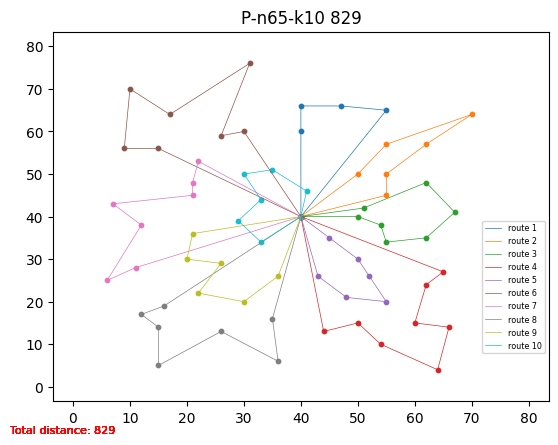 P-n65-k10 829
80
70
60
50
40
30
20
10
0
route 1
route 2
route 3
route 4
route 5
route 6
route 7
route 8
route 9
route 10
0 10 20 30 40 50 60 70 80
Total distance: 829